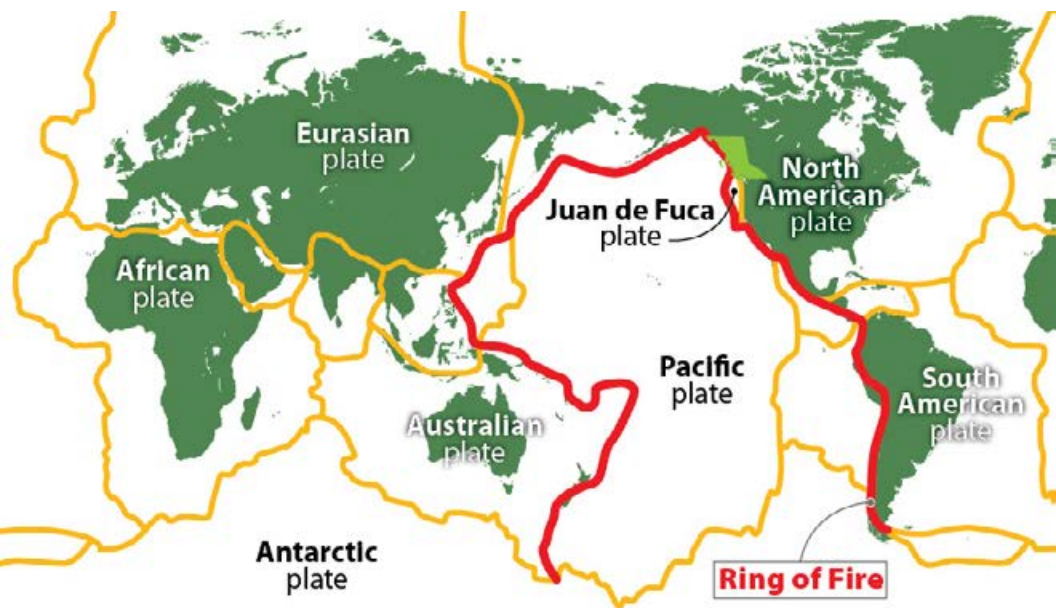 Eurasian
plate
North
American
plate
Juan de Fuca
plate
African
plate
Pacific
plate
South
American
plate
Australian
plate
Antarctic
plate
Ring of Fire